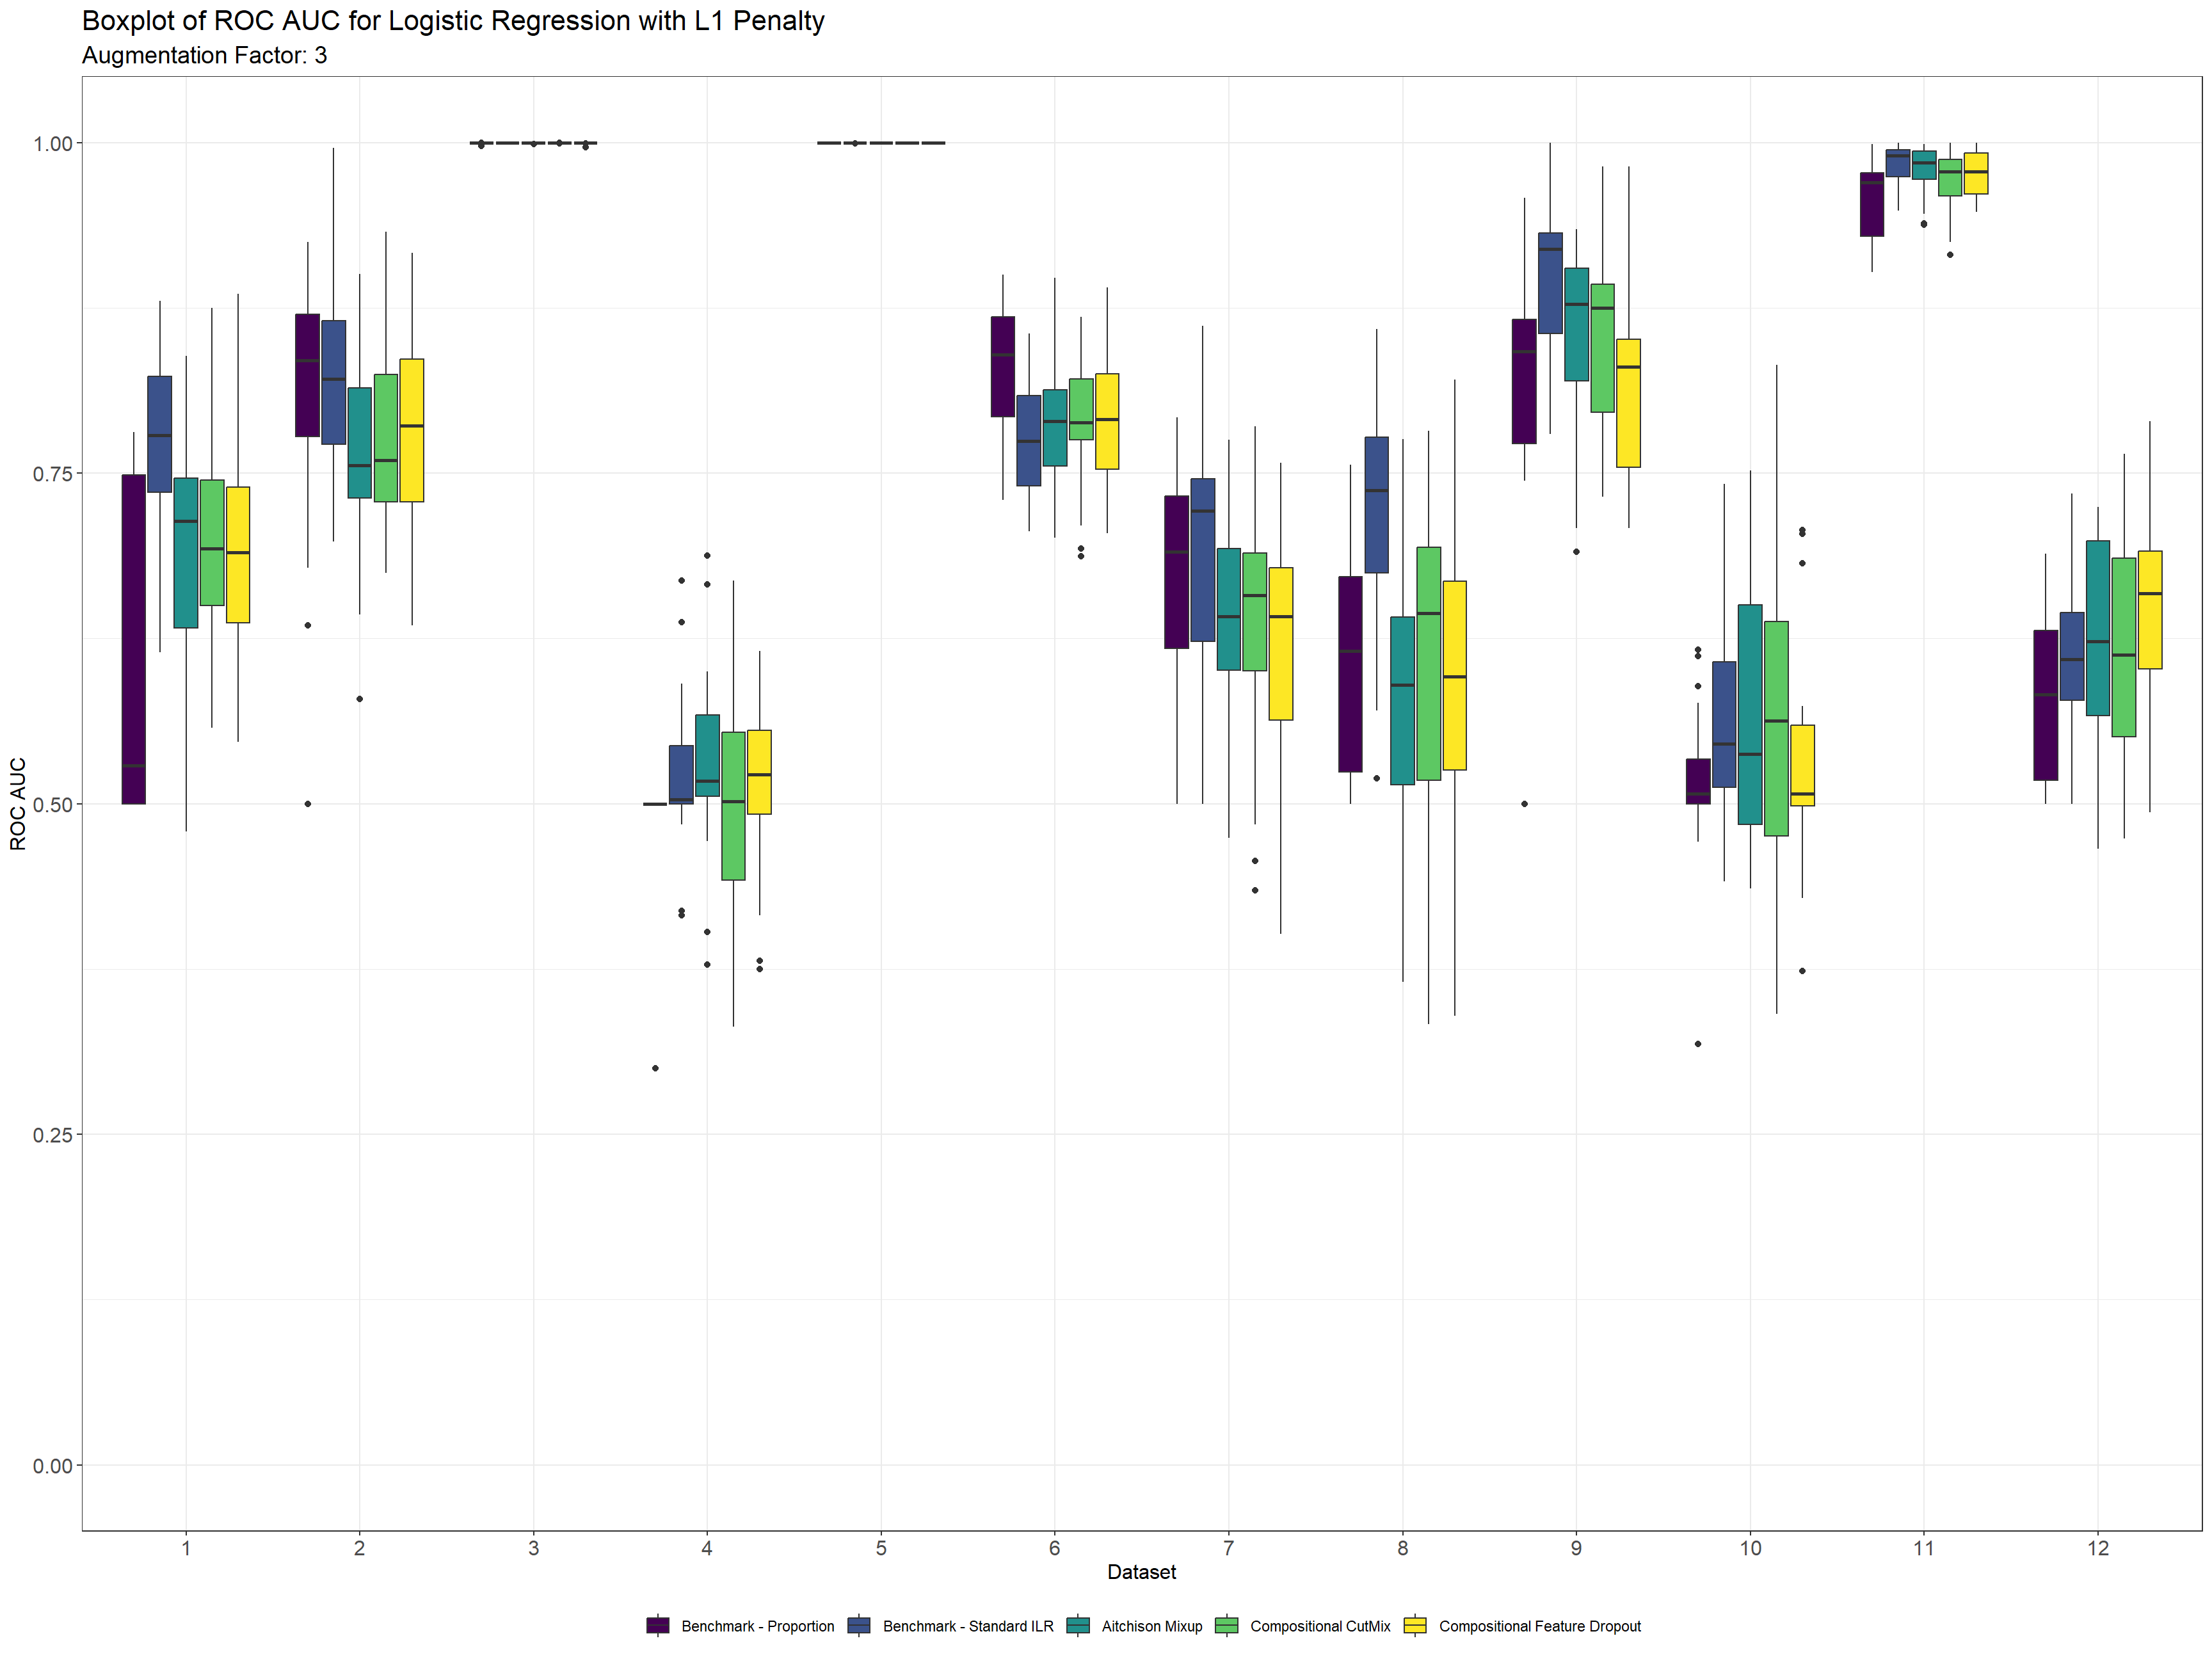 Boxplot of ROC AUC for Logistic Regression with L1 Penalty
Augmentation Factor: 3
ROC AUC
1.00
0.75
0.50
0.25
0.00
1 2 3 4 5 6 7 8 9 10 11 12
Dataset
Benchmark - Proportion Benchmark - Standard ILR Aitchison Mixup Compositional CutMix Compositional Feature Dropout